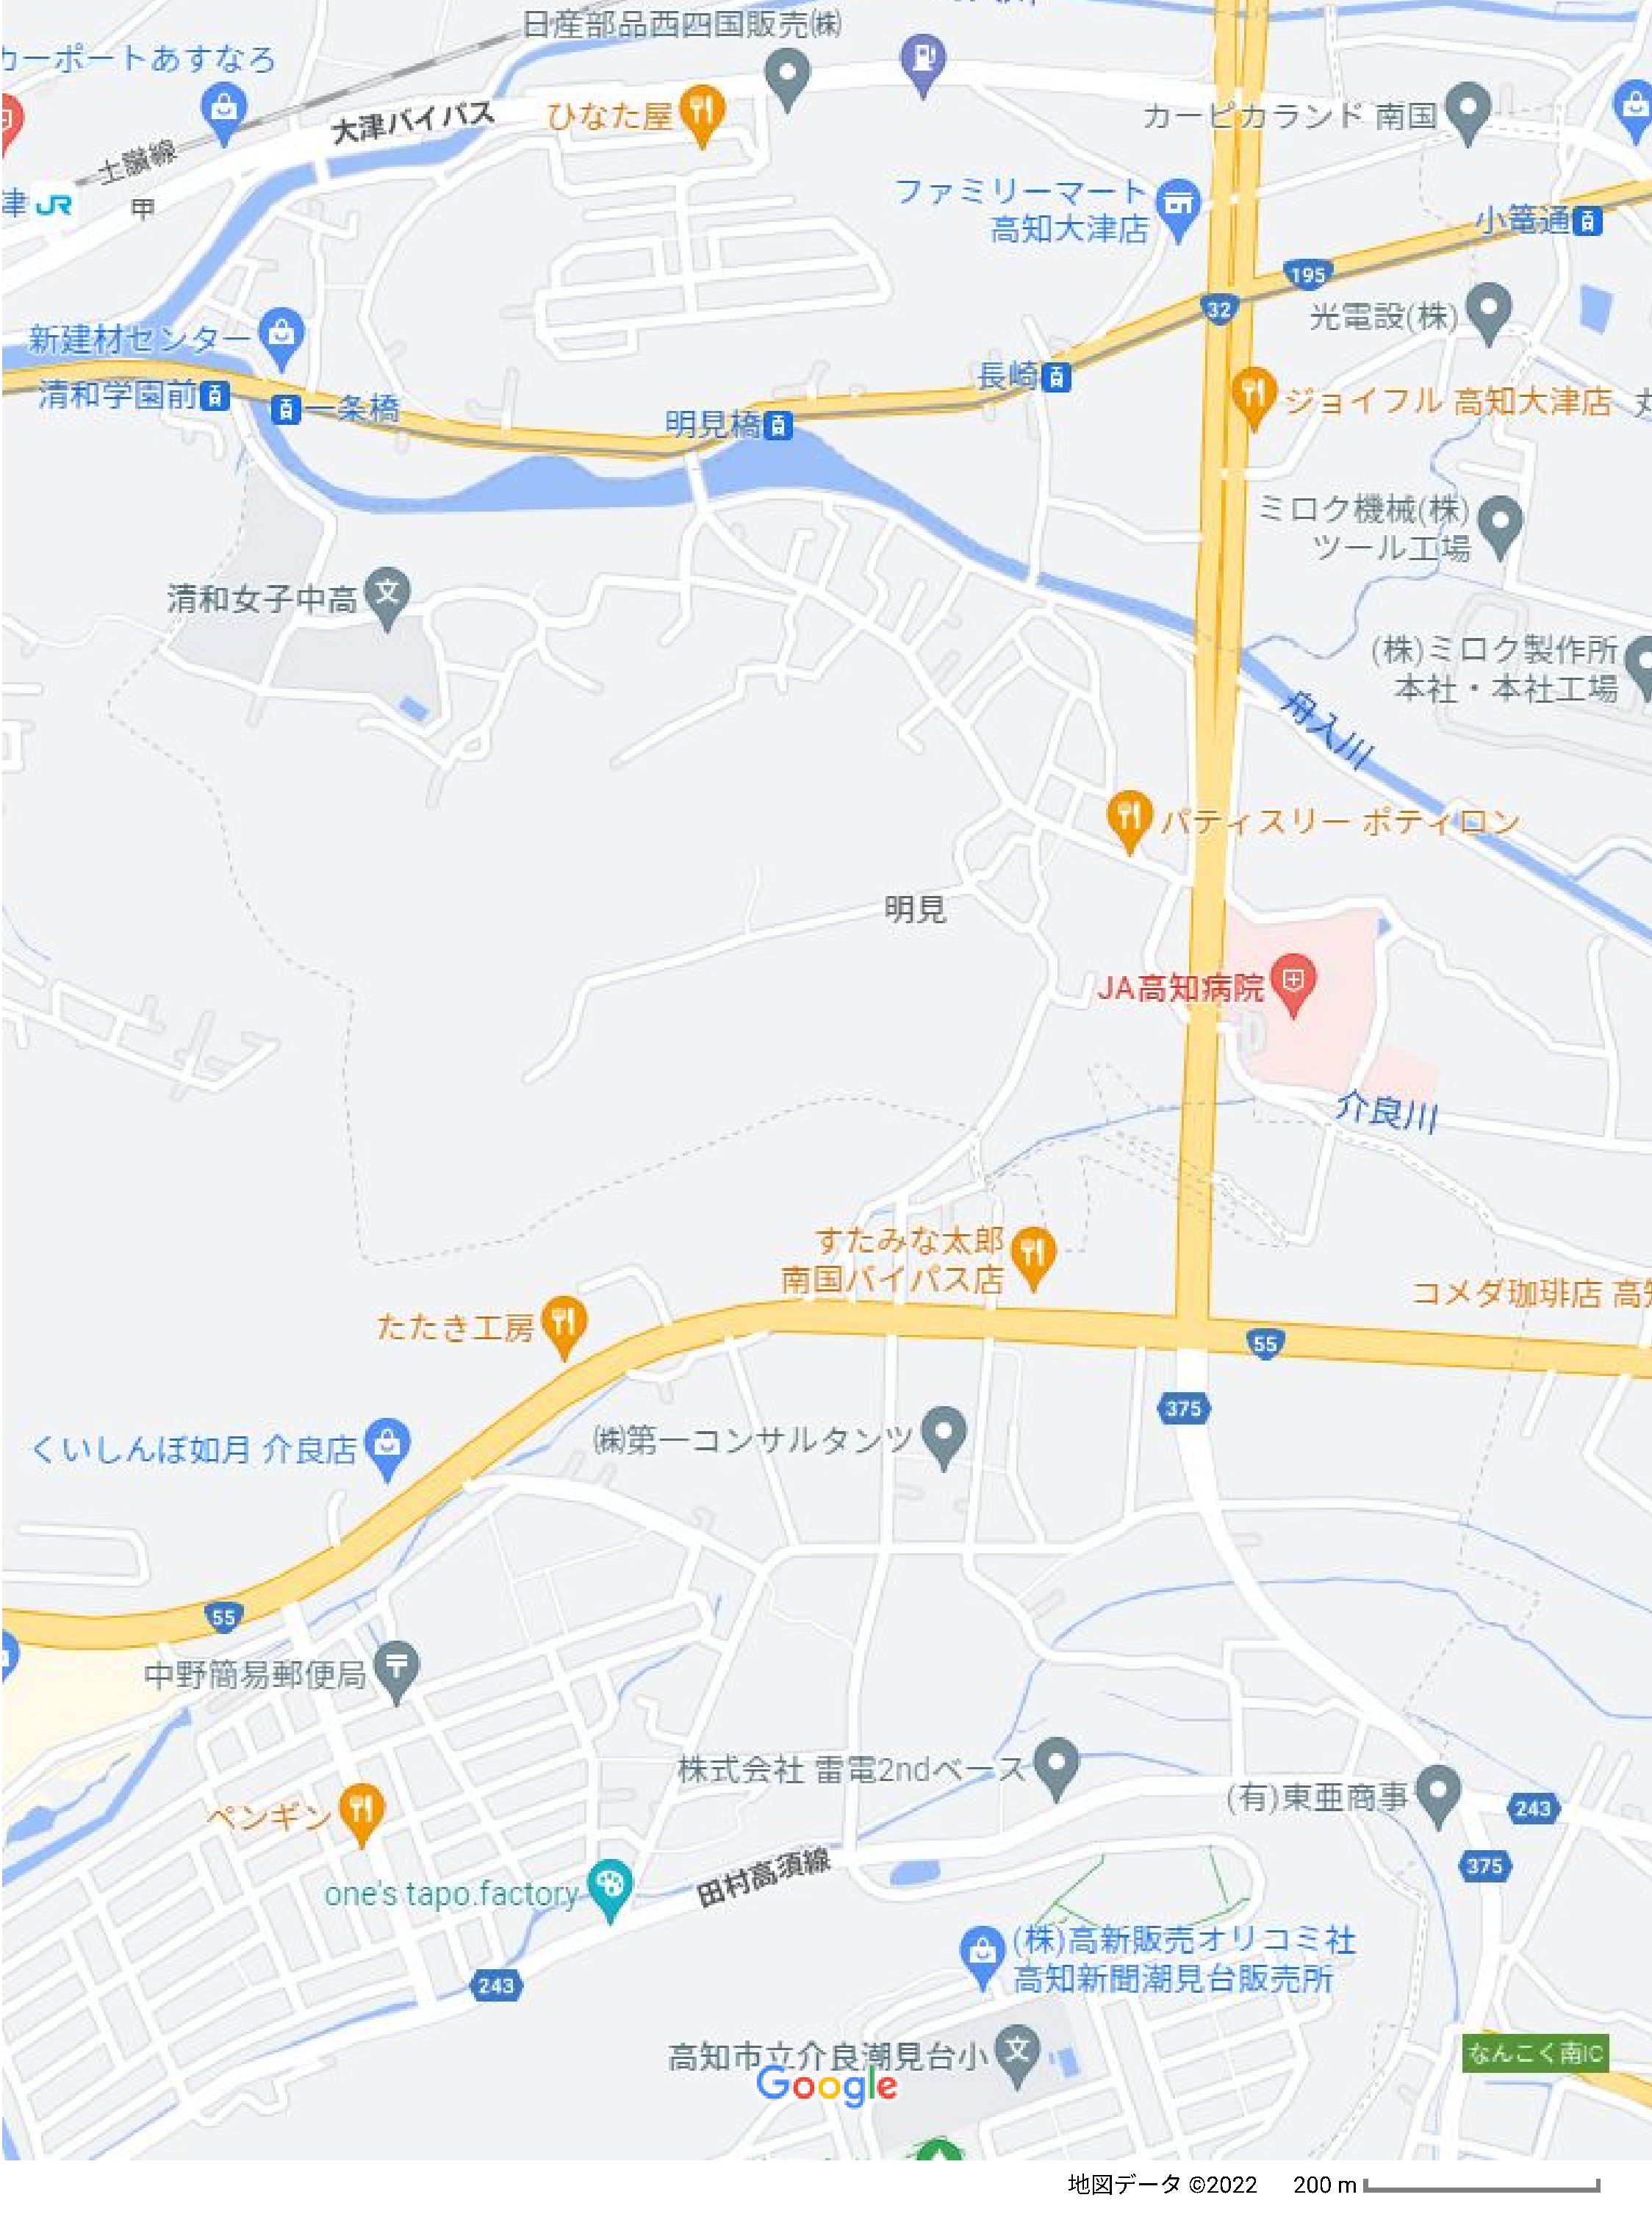 日産部品西四国販売㈱
カーポートあすなろ
大津バイパス
ひなた屋
カーピカランド 南国
土讃線
津 JR
甲
ファミリーマート
高知大津店
小篭通
195
32
光電設(株)
新建材センター
清和学園前
一条橋
長崎
明見橋
ジョイフル 高知大津店
ミロク機械(株)
ツール工場
清和女子中高
(株)ミロク製作所
本社・本社工場
舟入川
パティスリー ポティロン
明見
JA高知病院
介良川
すたみな太郎
南国バイパス店
コメダ珈琲店 高知
たたき工房
55
375
㈱第一コンサルタンツ
くいしんぼ如月 介良店
55
中野簡易郵便局
株式会社 雷電2ndベース
(有)東亜商事
243
ペンギン
田村高須線
375
one's tapo.factory
(株)高新販売オリコミ社
高知新聞潮見台販売所
243
高知市立介良潮見台小
なんこく南IC
Google
地図データ ©2022 200 m